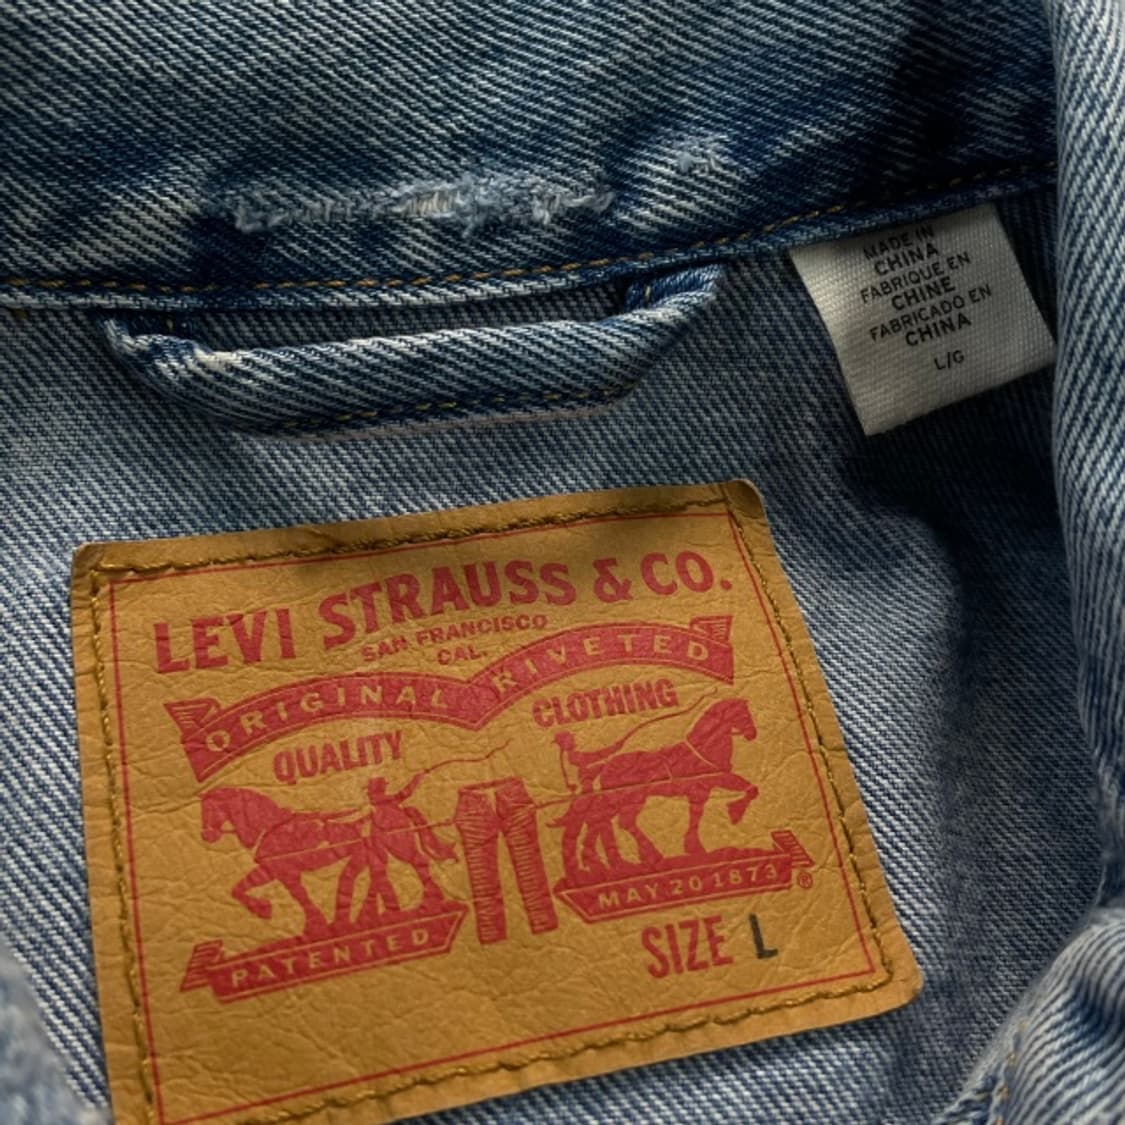 MADE IN
CHINA
FABRIQUE EN
CHINE
FABRICADO EN
CHINA
L/G
LEVI STRAUSS & CO.
SAN FRANCISCO
CAL.
ORIGINAL RIVETED
QUALITY CLOTHING
PATENTED MAY 20 1873 ®
SIZE L